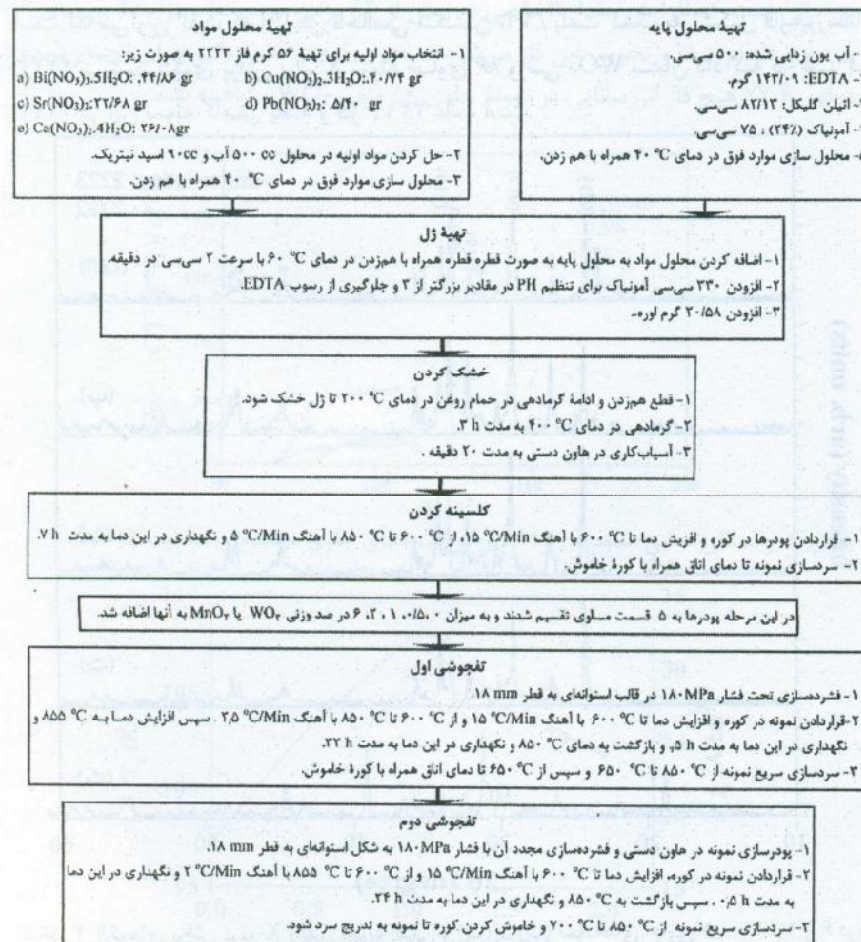 تهیهٔ محلول پایه
- آب یون زدایی شده: ۵۰۰ سی‌سی.
- EDTA: ۱۴۲/۰۹ گرم.
- اتیلن گلیکل: ۸۲/۱۲ سی‌سی.
- آمونیاک (۲۴٪)، ۷۵ سی‌سی.
- محلول سازی موارد فوق در دمای ۴۰ °C همراه با هم زدن.
تهیهٔ محلول مواد
۱- انتخاب مواد اولیه برای تهیهٔ ۵۶ گرم فاز ۲۲۲۳ به صورت زیر:
a) Bi(NO₃)₃.5H₂O: ۴۴/۸۶ gr b) Cu(NO₃)₂.3H₂O: ۴۰/۲۴ gr
c) Sr(NO₃)₂: ۲۲/۶۸ gr d) Pb(NO₃)₂: ۵/۴۰ gr
e) Ca(NO₃)₂.4H₂O: ۲۶/۰۸ gr
۲- حل کردن مواد اولیه در محلول ۵۰۰ cc آب و ۹۰cc اسید نیتریک.
۳- محلول سازی موارد فوق در دمای ۴۰ °C همراه با هم زدن.
تهیهٔ ژل
۱- اضافه کردن محلول مواد به محلول پایه به صورت قطره قطره همراه با هم‌زدن در دمای ۶۰ °C با سرعت ۲ سی‌سی در دقیقه
۲- افزودن ۳۳۰ سی‌سی آمونیاک برای تنظیم PH در مقادیر بزرگتر از ۳ و جلوگیری از رسوب EDTA.
۳- افزودن ۲۰/۵۸ گرم اوره.
خشک کردن
۱- قطع هم‌زدن و ادامهٔ گرمادهی در حمام روغن در دمای ۲۰۰ °C تا ژل خشک شود.
۲- گرمادهی در دمای ۴۰۰ °C به مدت ۳ h.
۳- آسیاب‌کاری در هاون دستی به مدت ۲۰ دقیقه.
کلسینه کردن
۱- قراردادن پودرها در کوره و افزیش دما تا ۶۰۰ °C با آهنگ ۱۵ °C/Min، از ۶۰۰ °C تا ۸۵۰ °C با آهنگ ۵ °C/Min و نگهداری در این دما به مدت ۷ h.
۲- سردسازی نمونه تا دمای اتاق همراه با کورهٔ خاموش.
در این مرحله پودرها به ۵ قسمت مساوی تقسیم شدند و به میزان ۰، ۰/۵، ۱، ۲، ۶ در صد وزنی WO₃ یا MnO₂ به آنها اضافه شد.
تفجوشی اول
۱- فشرده‌سازی تحت فشار ۱۸۰MPa در قالب استوانه‌ای به قطر ۱۸ mm.
۲-قراردادن نمونه در کوره و افزایش دما تا ۶۰۰ °C با آهنگ ۱۵ °C/Min و از ۶۰۰ °C تا ۸۵۰ °C با آهنگ ۲٫۵ °C/Min . سپس افزایش دما به ۸۵۵ °C و
نگهداری در این دما به مدت ۰٫۵ h، و بازگشت به دمای ۸۵۰ °C و نگهداری در این دما به مدت ۲۲ h.
۳- سردسازی سریع نمونه از ۸۵۰ °C تا ۶۵۰ °C و سپس از ۶۵۰ °C تا دمای اتاق همراه با کورهٔ خاموش.
تفجوشی دوم
۱- پودرسازی نمونه در هاون دستی و فشرده‌سازی مجدد آن با فشار ۱۸۰MPa به شکل استوانه‌ای به قطر ۱۸ mm.
۲- قراردادن نمونه در کوره، افزایش دما تا ۶۰۰ °C با آهنگ ۱۵ °C/Min و از ۶۰۰ °C تا ۸۵۵ °C با آهنگ ۲ °C/Min و نگهداری در این دما
به مدت ۰٫۵ h . سپس بازگشت به ۸۵۰ °C و نگهداری در این دما به مدت ۲۴ h.
۳- سردسازی سریع نمونه از ۸۵۰ °C تا ۷۰۰ °C و خاموش کردن کوره تا نمونه به تدریج سرد شود.